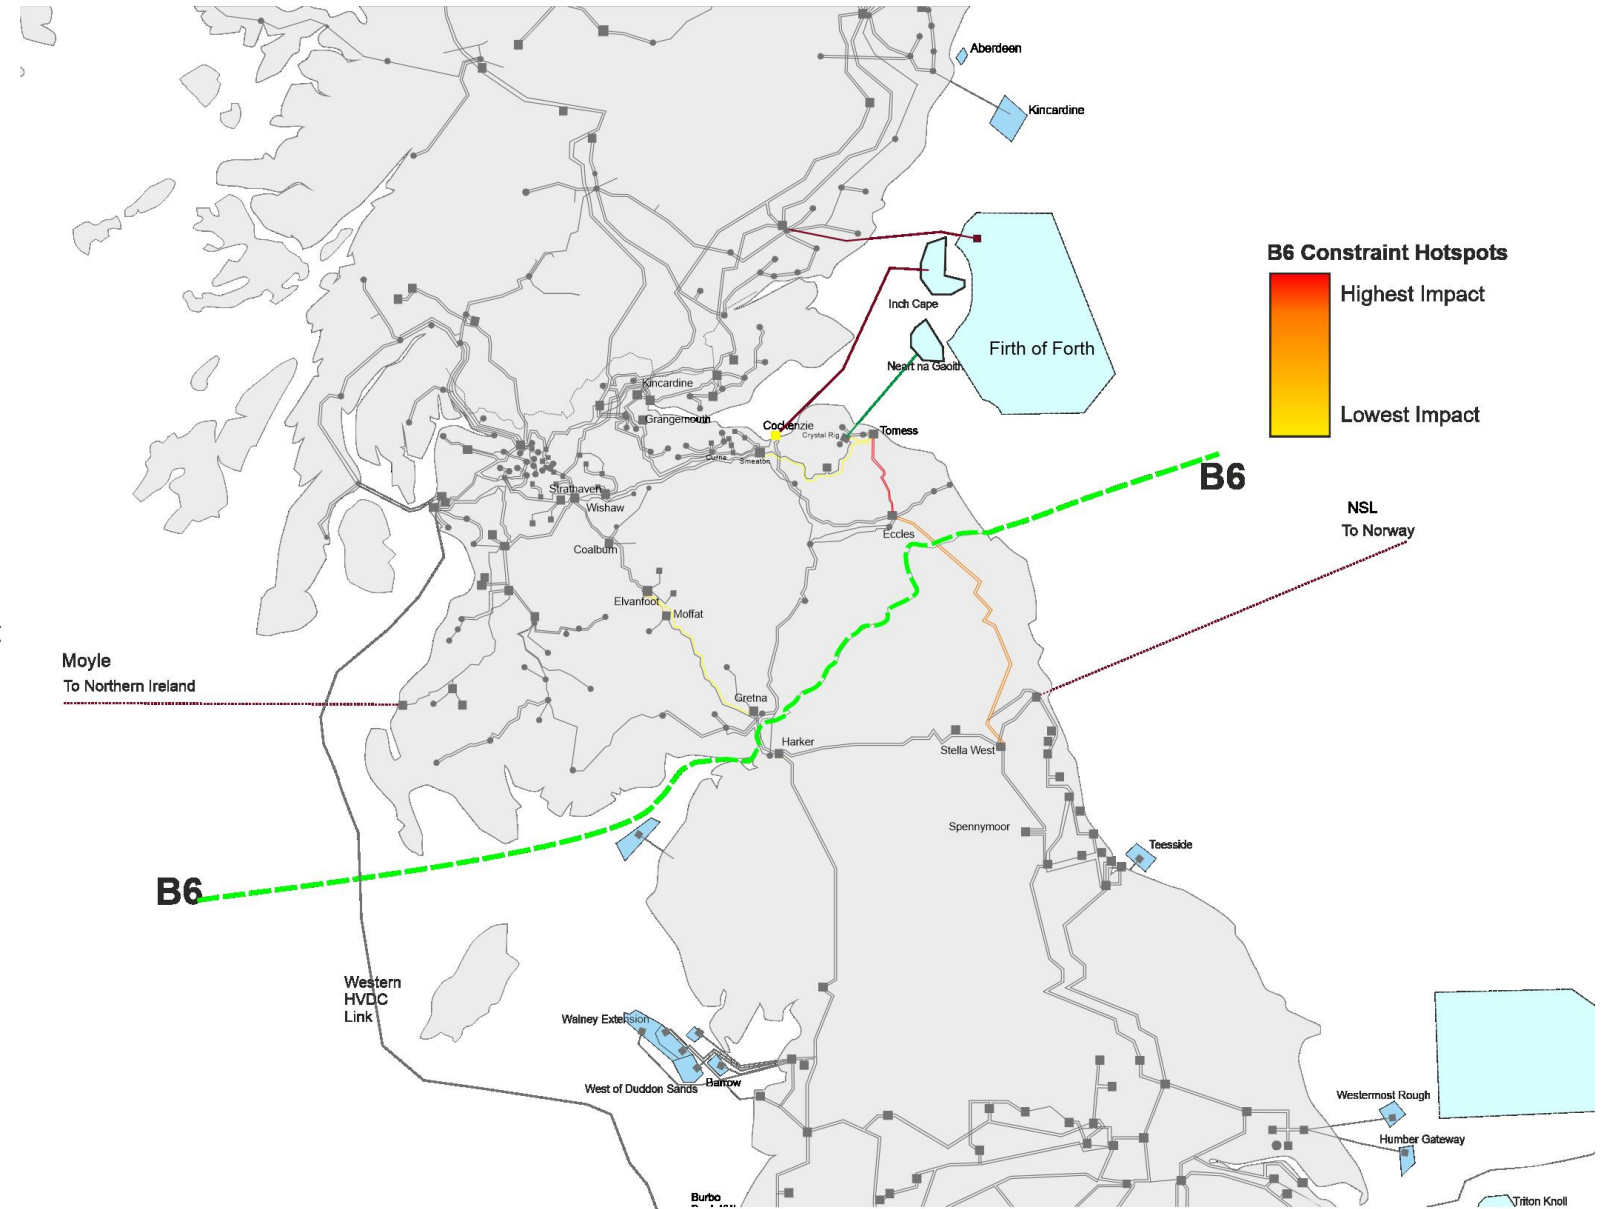 Aberdeen
Kincardine
B6 Constraint Hotspots
Highest Impact
Lowest Impact
Inch Cape
Firth of Forth
Neart na Gaoith
Kincardine
Grangemouth
Cockenzie
Crystal Rig
Torness
Currie
Smeaton
B6
Strathaven
Wishaw
NSL
To Norway
Eccles
Coalburn
Elvanfoot
Moffat
Moyle
To Northern Ireland
Gretna
Harker
Stella West
Spennymoor
Teesside
B6
Western
HVDC
Link
Walney Extension
West of Duddon Sands
Barrow
Westermost Rough
Humber Gateway
Burbo
Triton Knoll